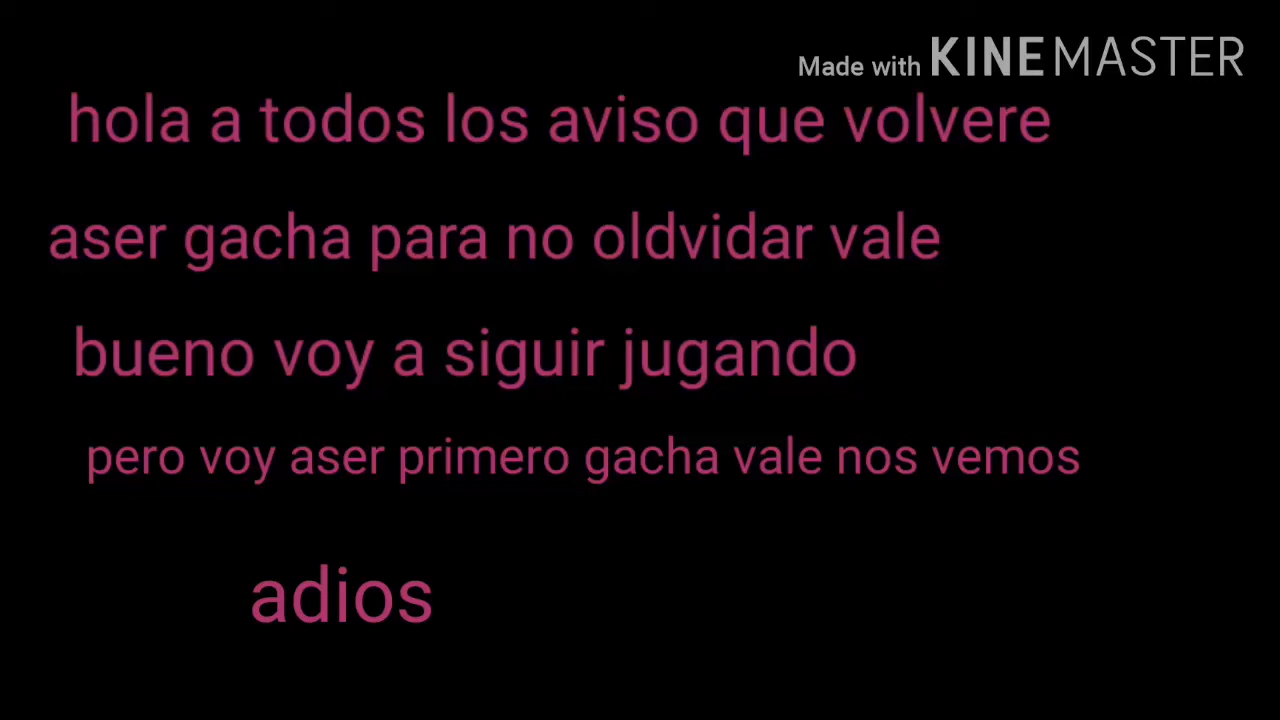 Made with KINEMASTER
hola a todos los aviso que volvere
aser gacha para no oldvidar vale
bueno voy a siguir jugando
pero voy aser primero gacha vale nos vemos
adios